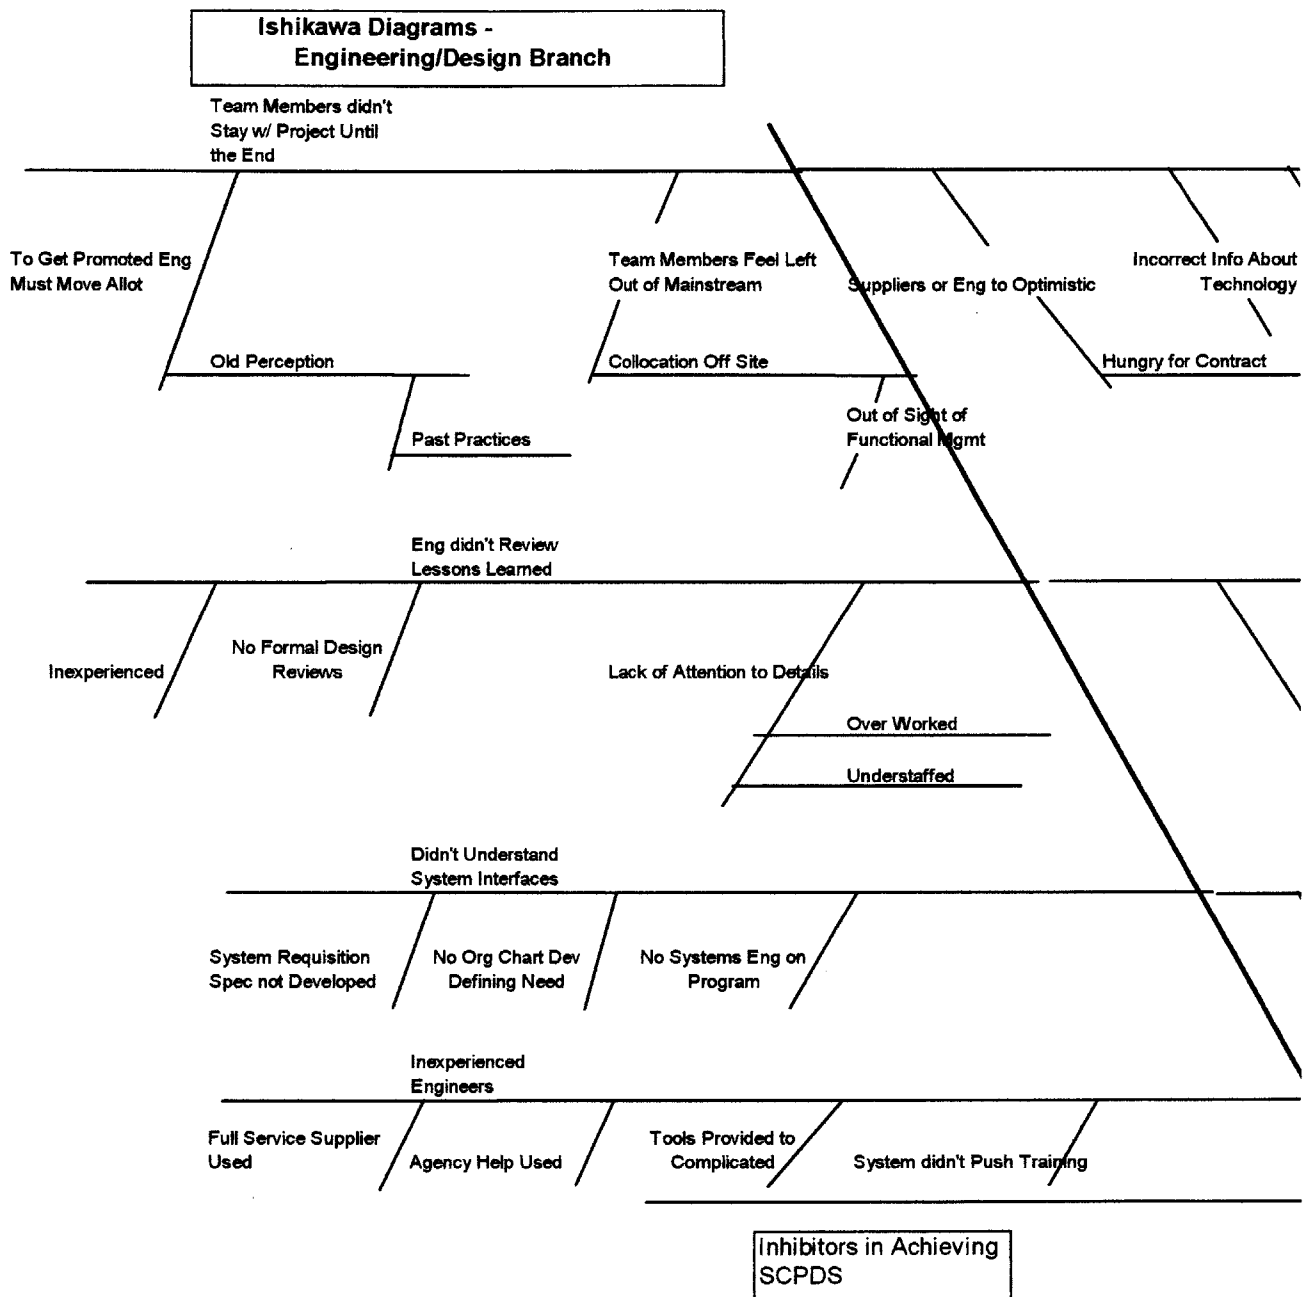 Ishikawa Diagrams -
Engineering/Design Branch
Team Members didn't
Stay w/ Project Until
the End
To Get Promoted Eng
Must Move Allot
Team Members Feel Left
Out of Mainstream
Suppliers or Eng to Optimistic
Incorrect Info About
Technology
Old Perception
Collocation Off Site
Hungry for Contract
Past Practices
Out of Sight of
Functional Mgmt
Eng didn't Review
Lessons Learned
Inexperienced
No Formal Design
Reviews
Lack of Attention to Details
Over Worked
Understaffed
Didn't Understand
System Interfaces
System Requisition
Spec not Developed
No Org Chart Dev
Defining Need
No Systems Eng on
Program
Inexperienced
Engineers
Full Service Supplier
Used
Agency Help Used
Tools Provided to
Complicated
System didn't Push Training
Inhibitors in Achieving
SCPDS